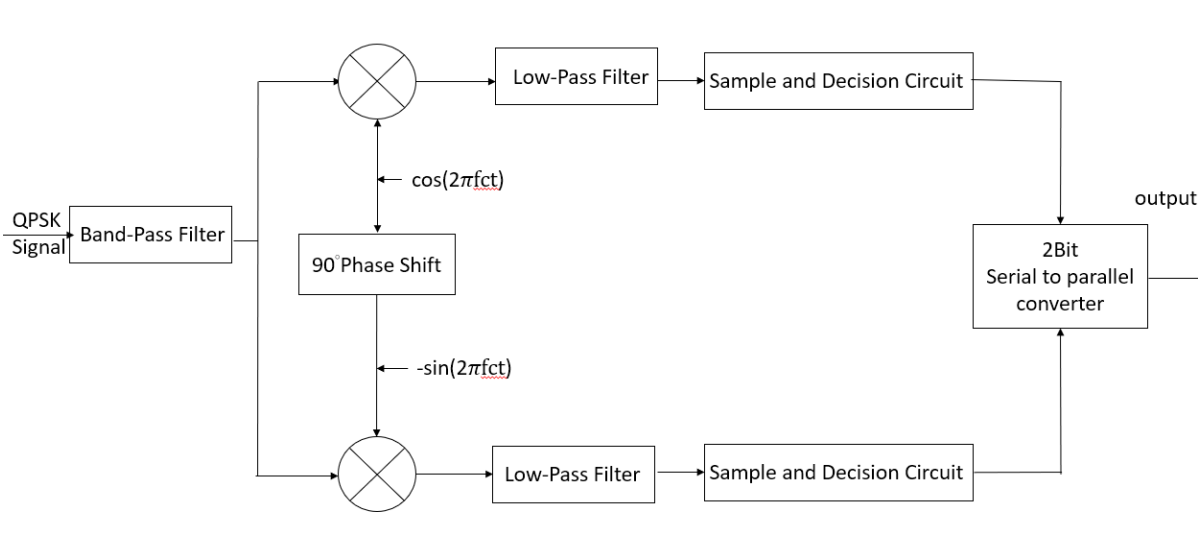 Low-Pass Filter
Sample and Decision Circuit
cos(2πfct)
output
QPSK
Signal
Band-Pass Filter
90°Phase Shift
2Bit
Serial to parallel
converter
-sin(2πfct)
Low-Pass Filter
Sample and Decision Circuit